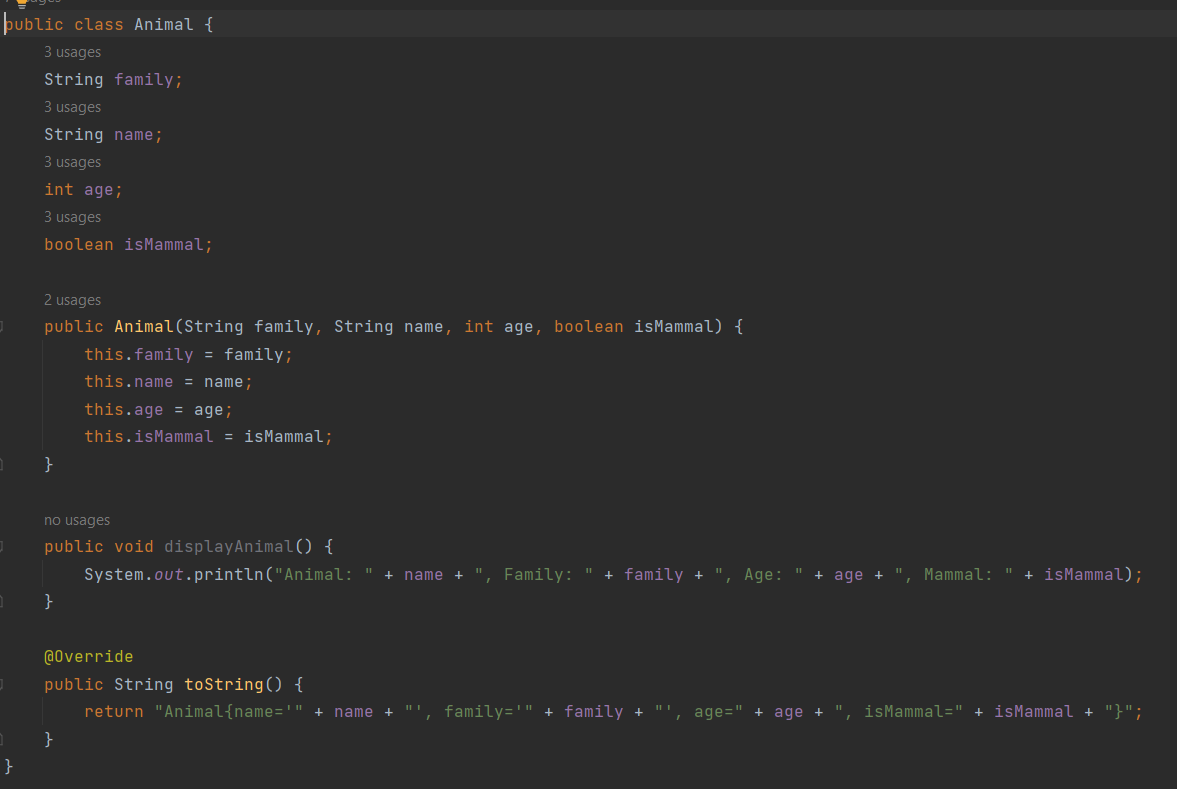 usages
public class Animal {
3 usages
String family;
3 usages
String name;
3 usages
int age;
3 usages
boolean isMammal;
2 usages
public Animal(String family, String name, int age, boolean isMammal) {
this.family = family;
this.name = name;
this.age = age;
this.isMammal = isMammal;
}
no usages
public void displayAnimal() {
System.out.println("Animal: " + name + ", Family: " + family + ", Age: " + age + ", Mammal: " + isMammal);
}
@Override
public String toString() {
return "Animal{name='" + name + "', family='" + family + "', age=" + age + ", isMammal=" + isMammal + "}";
}
}